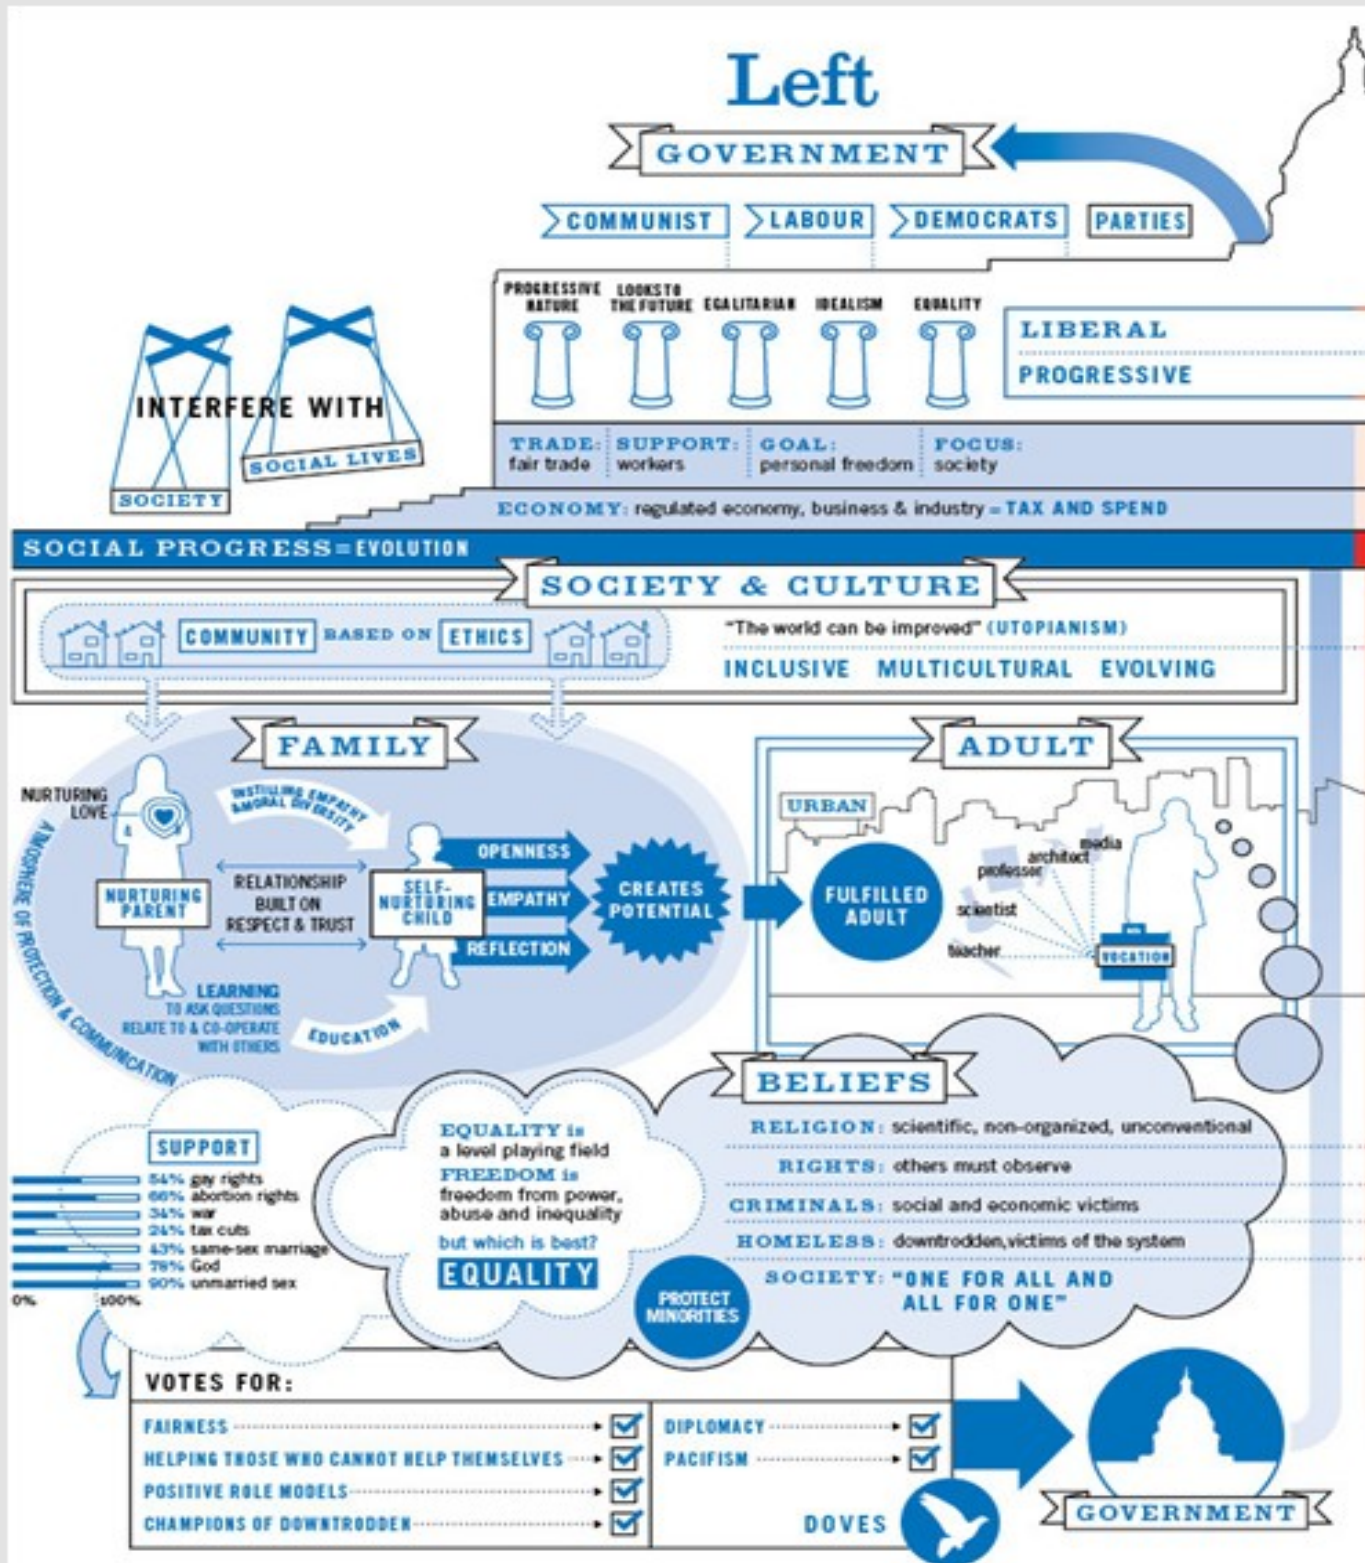 Left
GOVERNMENT
COMMUNIST
LABOUR
DEMOCRATS
PARTIES
PROGRESSIVE
NATURE
LOOKS TO
THE FUTURE
EGALITARIAN
IDEALISM
EQUALITY
LIBERAL
PROGRESSIVE
INTERFERE WITH
SOCIAL LIVES
SOCIETY
TRADE:
fair trade
SUPPORT:
workers
GOAL:
personal freedom
FOCUS:
society
ECONOMY: regulated economy, business & industry = TAX AND SPEND
SOCIAL PROGRESS=EVOLUTION
SOCIETY & CULTURE
COMMUNITY BASED ON ETHICS
"The world can be improved" (UTOPIANISM)
INCLUSIVE MULTICULTURAL EVOLVING
FAMILY
NURTURING
LOVE
INSTILLING EMPATHY
&MORAL DIVERSITY
ATMOSPHERE OF PROTECTION & COMMUNICATION
NURTURING
PARENT
RELATIONSHIP
BUILT ON
RESPECT & TRUST
SELF-
NURTURING
CHILD
OPENNESS
EMPATHY
REFLECTION
CREATES
POTENTIAL
LEARNING
TO ASK QUESTIONS
RELATE TO & CO-OPERATE
WITH OTHERS
EDUCATION
ADULT
URBAN
FULFILLED
ADULT
media
architect
professor
scientist
teacher
VOCATION
BELIEFS
RELIGION: scientific, non-organized, unconventional
RIGHTS: others must observe
CRIMINALS: social and economic victims
HOMELESS: downtrodden,victims of the system
SOCIETY: "ONE FOR ALL AND
ALL FOR ONE"
EQUALITY is
a level playing field
FREEDOM is
freedom from power,
abuse and inequality
but which is best?
EQUALITY
PROTECT
MINORITIES
SUPPORT
54% gay rights
66% abortion rights
34% war
24% tax cuts
43% same-sex marriage
78% God
90% unmarried sex
0% 100%
VOTES FOR:
FAIRNESS
HELPING THOSE WHO CANNOT HELP THEMSELVES
POSITIVE ROLE MODELS
CHAMPIONS OF DOWNTRODDEN
DIPLOMACY
PACIFISM
DOVES
GOVERNMENT